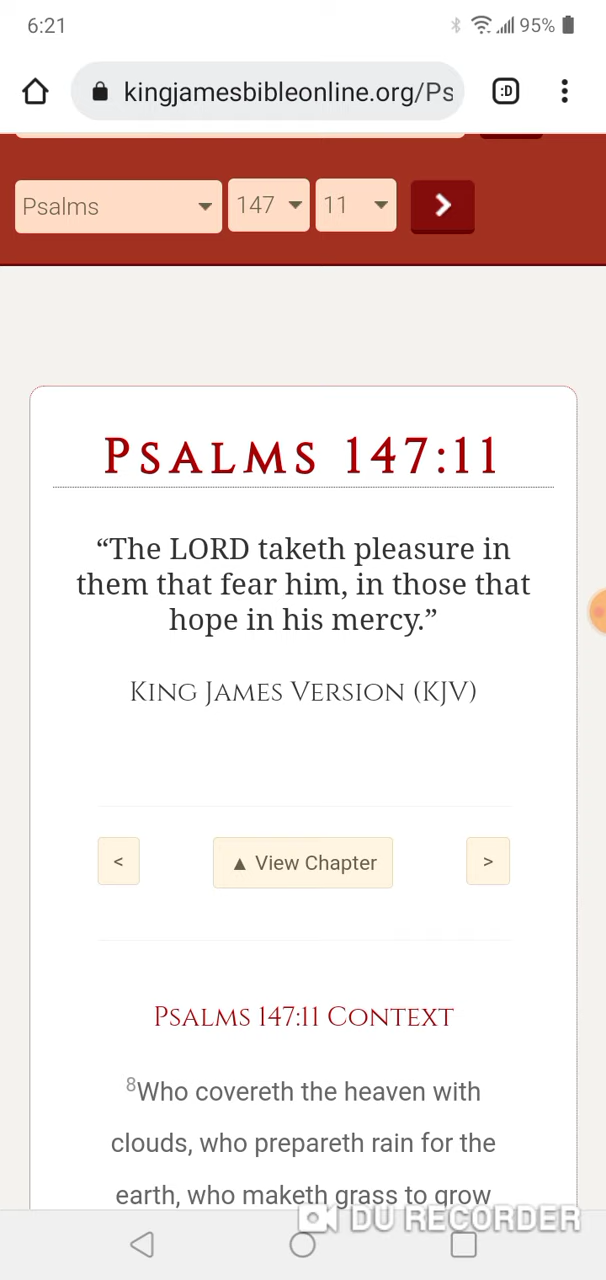 6:21
95%
kingjamesbibleonline.org/Ps
:D
Psalms
147
11
PSALMS 147:11
“The LORD taketh pleasure in
them that fear him, in those that
hope in his mercy.”
KING JAMES VERSION (KJV)
<
▲ View Chapter
>
PSALMS 147:11 CONTEXT
8Who covereth the heaven with
clouds, who prepareth rain for the
earth, who maketh grass to grow
DU RECORDER